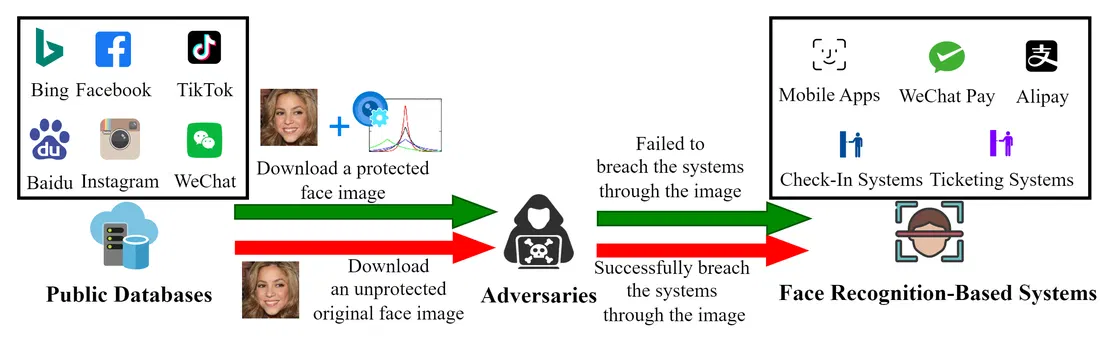 Bing Facebook TikTok
du
Baidu Instagram WeChat
Public Databases
Download a protected
face image
Download
an unprotected
original face image
Adversaries
Failed to
breach the systems
through the image
Successfully breach
the systems
through the image
支
Mobile Apps WeChat Pay Alipay
Check-In Systems Ticketing Systems
Face Recognition-Based Systems